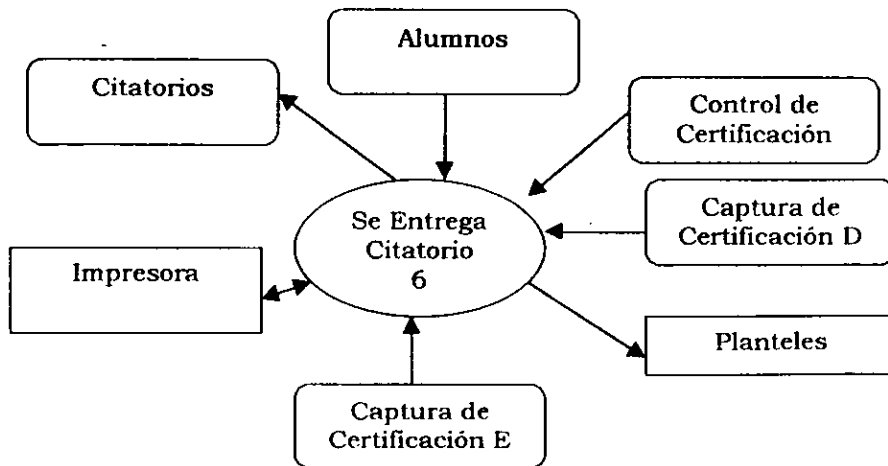 Alumnos
Citatorios
Control de
Certificación
Se Entrega
Citatorio
6
Captura de
Certificación D
Impresora
Planteles
Captura de
Certificación E